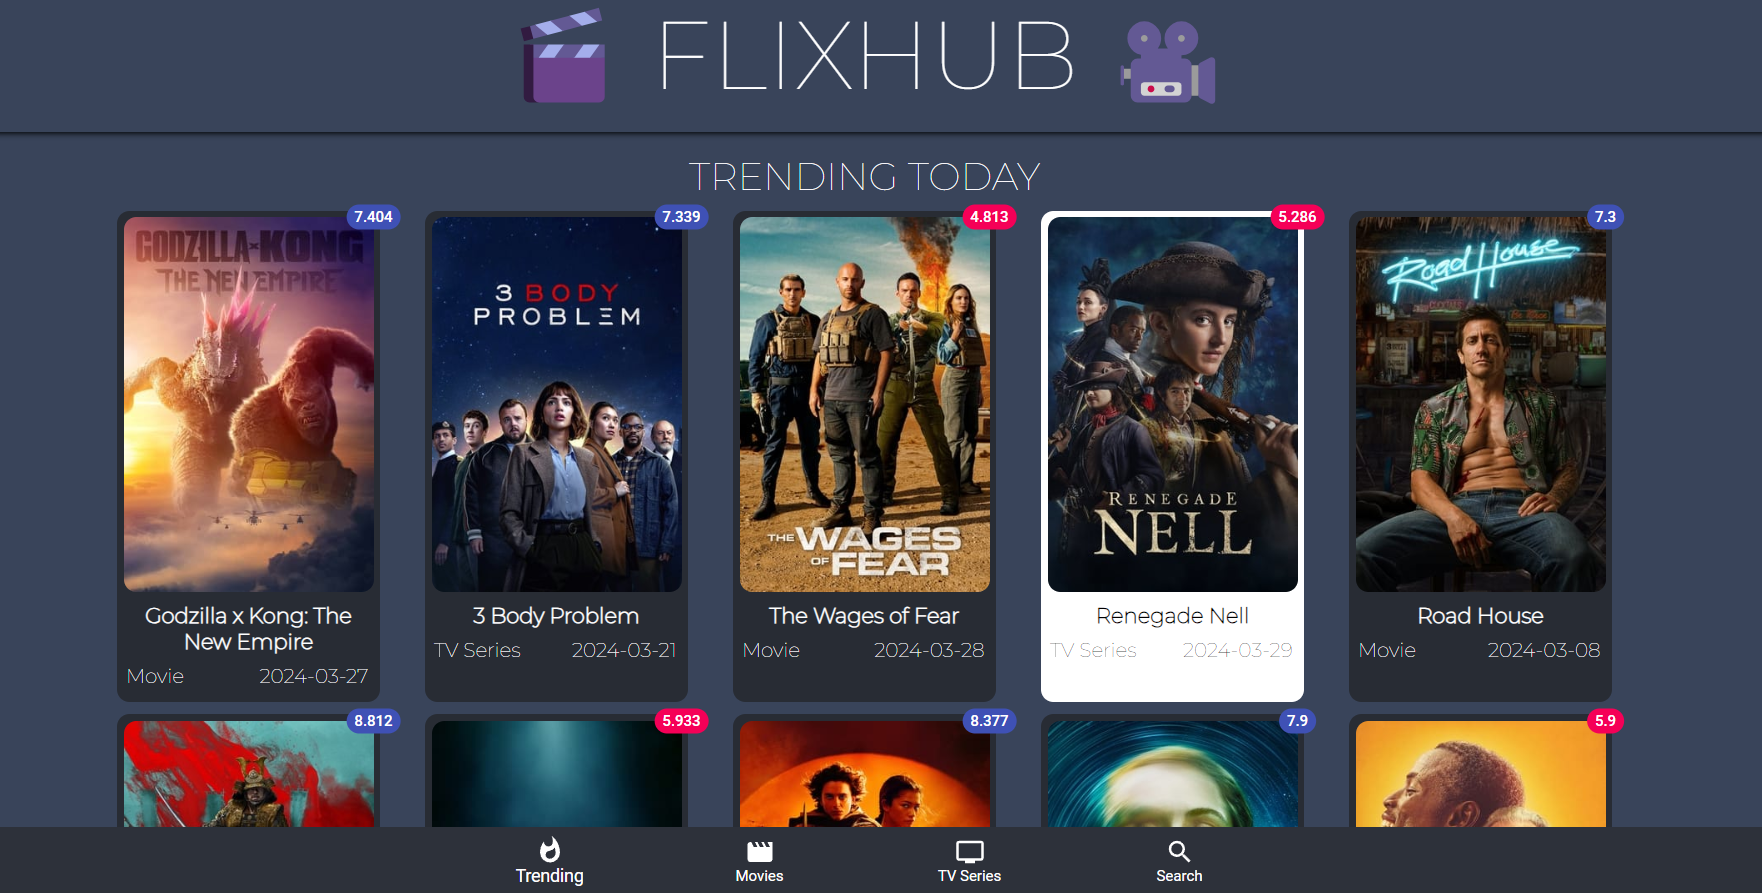 FLIXHUB
TRENDING TODAY
7.404
7.339
4.813
5.286
7.3
GODZILLA x KONG
THE NEW EMPIRE
3 BODY
PROBLEM
THE WAGES
OF FEAR
RENEGADE
NELL
Road House
Godzilla x Kong: The
New Empire
Movie 2024-03-27
3 Body Problem
TV Series 2024-03-21
The Wages of Fear
Movie 2024-03-28
Renegade Nell
TV Series 2024-03-29
Road House
Movie 2024-03-08
8.812
5.933
8.377
7.9
5.9
Trending
Movies
TV Series
Search